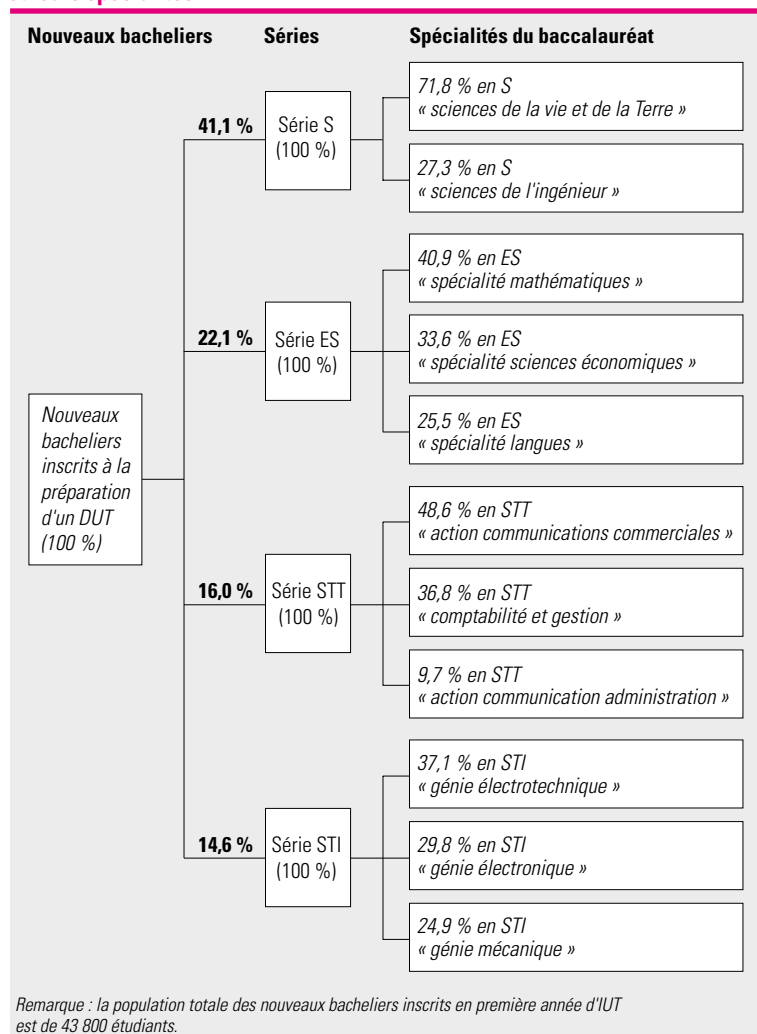 Nouveaux bacheliers Séries Spécialités du baccalauréat
71,8 % en S
« sciences de la vie et de la Terre »
41,1 %
Série S
(100 %)
27,3 % en S
« sciences de l'ingénieur »
40,9 % en ES
« spécialité mathématiques »
22,1 %
Série ES
(100 %)
33,6 % en ES
« spécialité sciences économiques »
25,5 % en ES
« spécialité langues »
Nouveaux
bacheliers
inscrits à la
préparation
d'un DUT
(100 %)
48,6 % en STT
« action communications commerciales »
16,0 %
Série STT
(100 %)
36,8 % en STT
« comptabilité et gestion »
9,7 % en STT
« action communication administration »
37,1 % en STI
« génie électrotechnique »
14,6 %
Série STI
(100 %)
29,8 % en STI
« génie électronique »
24,9 % en STI
« génie mécanique »
Remarque : la population totale des nouveaux bacheliers inscrits en première année d'IUT
est de 43 800 étudiants.